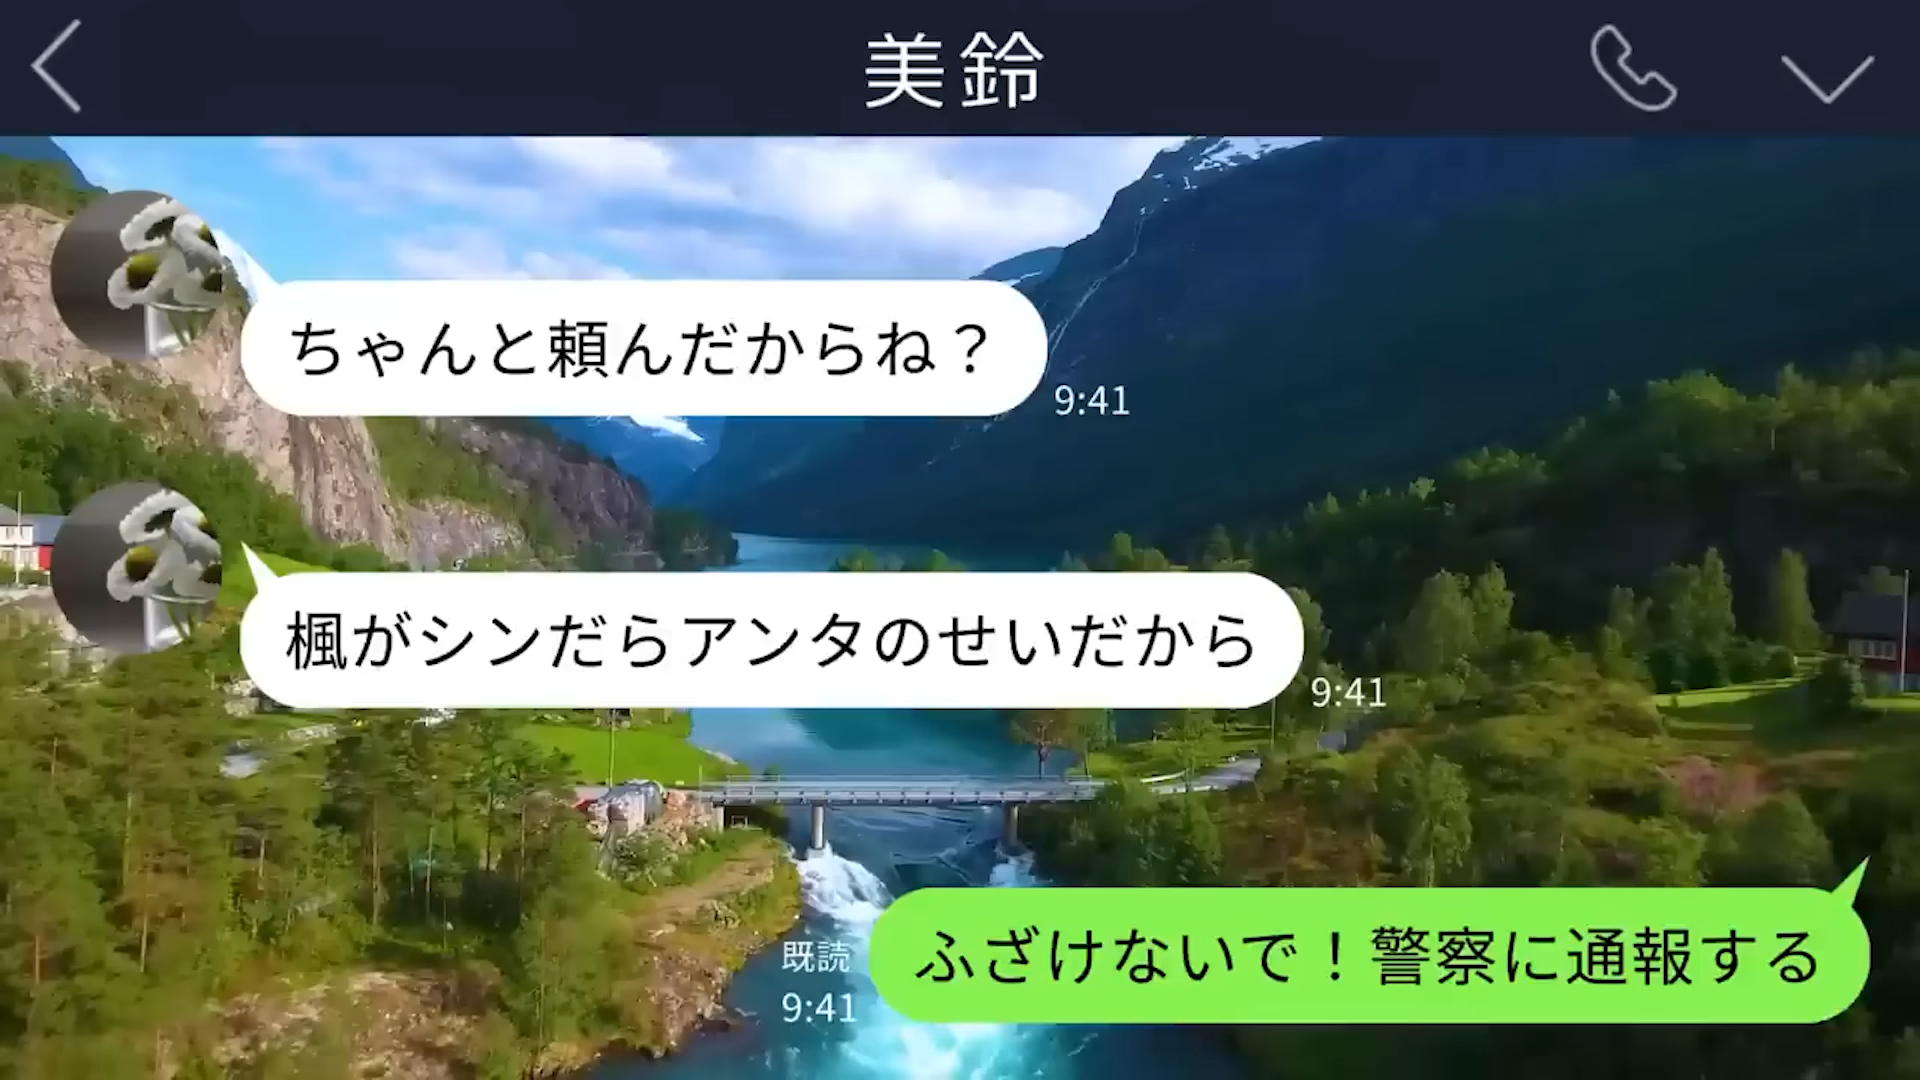 美鈴
ちゃんと頼んだからね？
9:41
楓がシンだらアンタのせいだから
9:41
ふざけないで！警察に通報する
既読
9:41